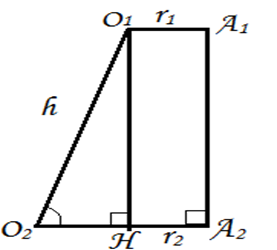 O₁ r₁ A₁
h
O₂ H r₂ A₂